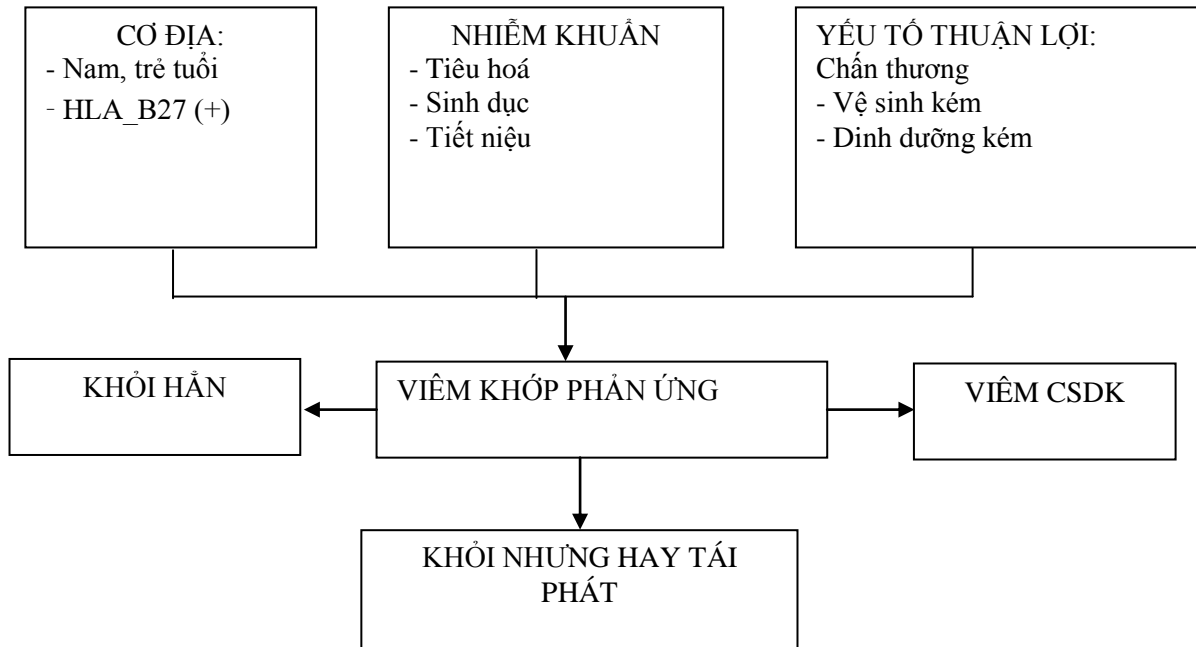 CƠ ĐỊA:
- Nam, trẻ tuổi
- HLA_B27 (+)
NHIỄM KHUẨN
- Tiêu hoá
- Sinh dục
- Tiết niệu
YẾU TỐ THUẬN LỢI:
Chấn thương
- Vệ sinh kém
- Dinh dưỡng kém
KHỎI HẲN
VIÊM KHỚP PHẢN ỨNG
VIÊM CSDK
KHỎI NHƯNG HAY TÁI
PHÁT